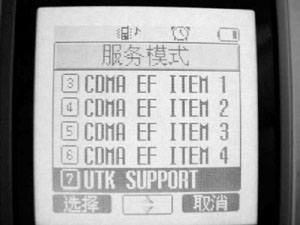 服务模式
3 CDMA EF ITEM 1
4 CDMA EF ITEM 2
5 CDMA EF ITEM 3
6 CDMA EF ITEM 4
7 UTK SUPPORT
选择 取消